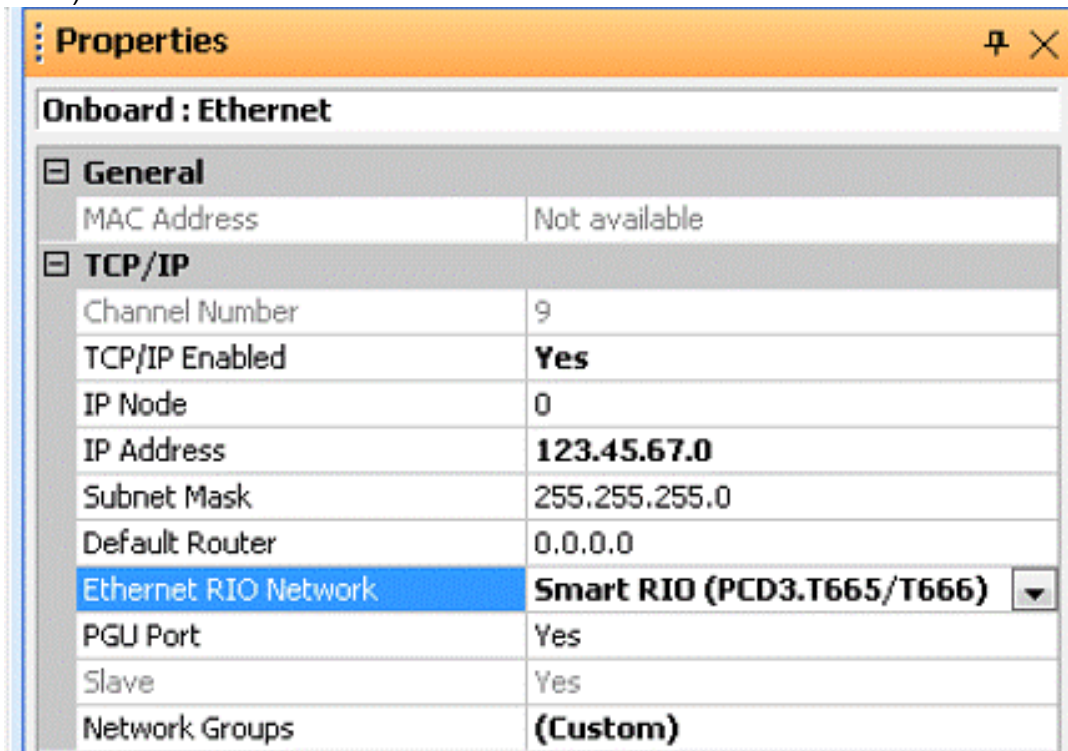 Properties
Onboard : Ethernet
General
MAC Address Not available
TCP/IP
Channel Number 9
TCP/IP Enabled Yes
IP Node 0
IP Address 123.45.67.0
Subnet Mask 255.255.255.0
Default Router 0.0.0.0
Ethernet RIO Network Smart RIO (PCD3.T665/T666)
PGU Port Yes
Slave Yes
Network Groups (Custom)